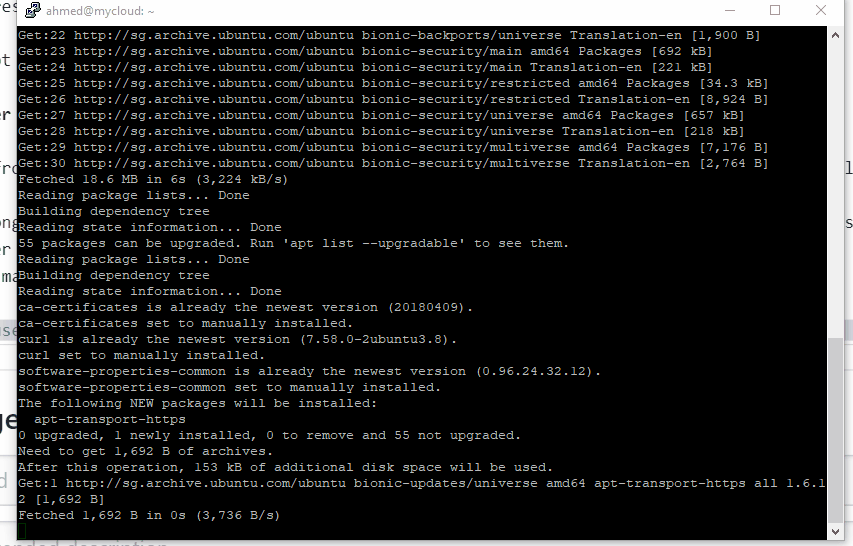 ahmed@mycloud: ~
Get:22 http://sg.archive.ubuntu.com/ubuntu bionic-backports/universe Translation-en [1,900 B]
Get:23 http://sg.archive.ubuntu.com/ubuntu bionic-security/main amd64 Packages [692 kB]
Get:24 http://sg.archive.ubuntu.com/ubuntu bionic-security/main Translation-en [221 kB]
Get:25 http://sg.archive.ubuntu.com/ubuntu bionic-security/restricted amd64 Packages [34.3 kB]
Get:26 http://sg.archive.ubuntu.com/ubuntu bionic-security/restricted Translation-en [8,924 B]
Get:27 http://sg.archive.ubuntu.com/ubuntu bionic-security/universe amd64 Packages [657 kB]
Get:28 http://sg.archive.ubuntu.com/ubuntu bionic-security/universe Translation-en [218 kB]
Get:29 http://sg.archive.ubuntu.com/ubuntu bionic-security/multiverse amd64 Packages [7,176 B]
Get:30 http://sg.archive.ubuntu.com/ubuntu bionic-security/multiverse Translation-en [2,764 B]
Fetched 18.6 MB in 6s (3,224 kB/s)
Reading package lists... Done
Building dependency tree
Reading state information... Done
55 packages can be upgraded. Run 'apt list --upgradable' to see them.
Reading package lists... Done
Building dependency tree
Reading state information... Done
ca-certificates is already the newest version (20180409).
ca-certificates set to manually installed.
curl is already the newest version (7.58.0-2ubuntu3.8).
curl set to manually installed.
software-properties-common is already the newest version (0.96.24.32.12).
software-properties-common set to manually installed.
The following NEW packages will be installed:
apt-transport-https
0 upgraded, 1 newly installed, 0 to remove and 55 not upgraded.
Need to get 1,692 B of archives.
After this operation, 153 kB of additional disk space will be used.
Get:1 http://sg.archive.ubuntu.com/ubuntu bionic-updates/universe amd64 apt-transport-https all 1.6.1
2 [1,692 B]
Fetched 1,692 B in 0s (3,736 B/s)